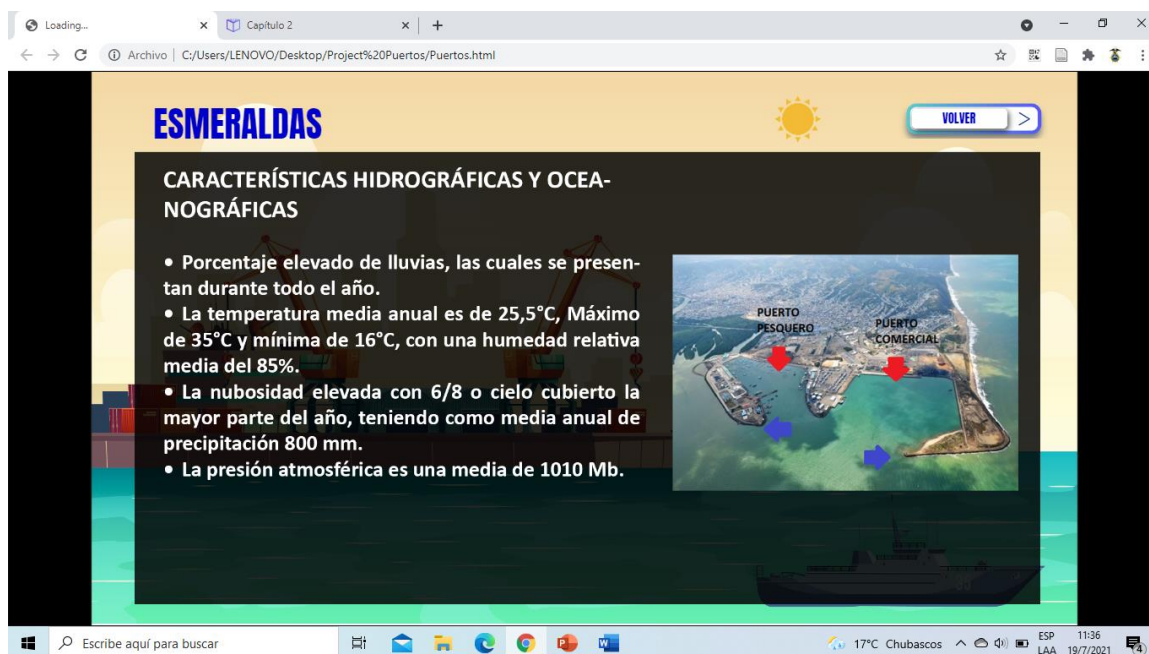 Loading...
Capítulo 2
Archivo | C:/Users/LENOVO/Desktop/Project%20Puertos/Puertos.html
ESMERALDAS
VOLVER
CARACTERÍSTICAS HIDROGRÁFICAS Y OCEA-
NOGRÁFICAS
• Porcentaje elevado de lluvias, las cuales se presen-
tan durante todo el año.
• La temperatura media anual es de 25,5°C, Máximo
de 35°C y mínima de 16°C, con una humedad relativa
media del 85%.
• La nubosidad elevada con 6/8 o cielo cubierto la
mayor parte del año, teniendo como media anual de
precipitación 800 mm.
• La presión atmosférica es una media de 1010 Mb.
PUERTO
PESQUERO
PUERTO
COMERCIAL
Escribe aquí para buscar
17°C Chubascos
ESP
LAA
11:36
19/7/2021